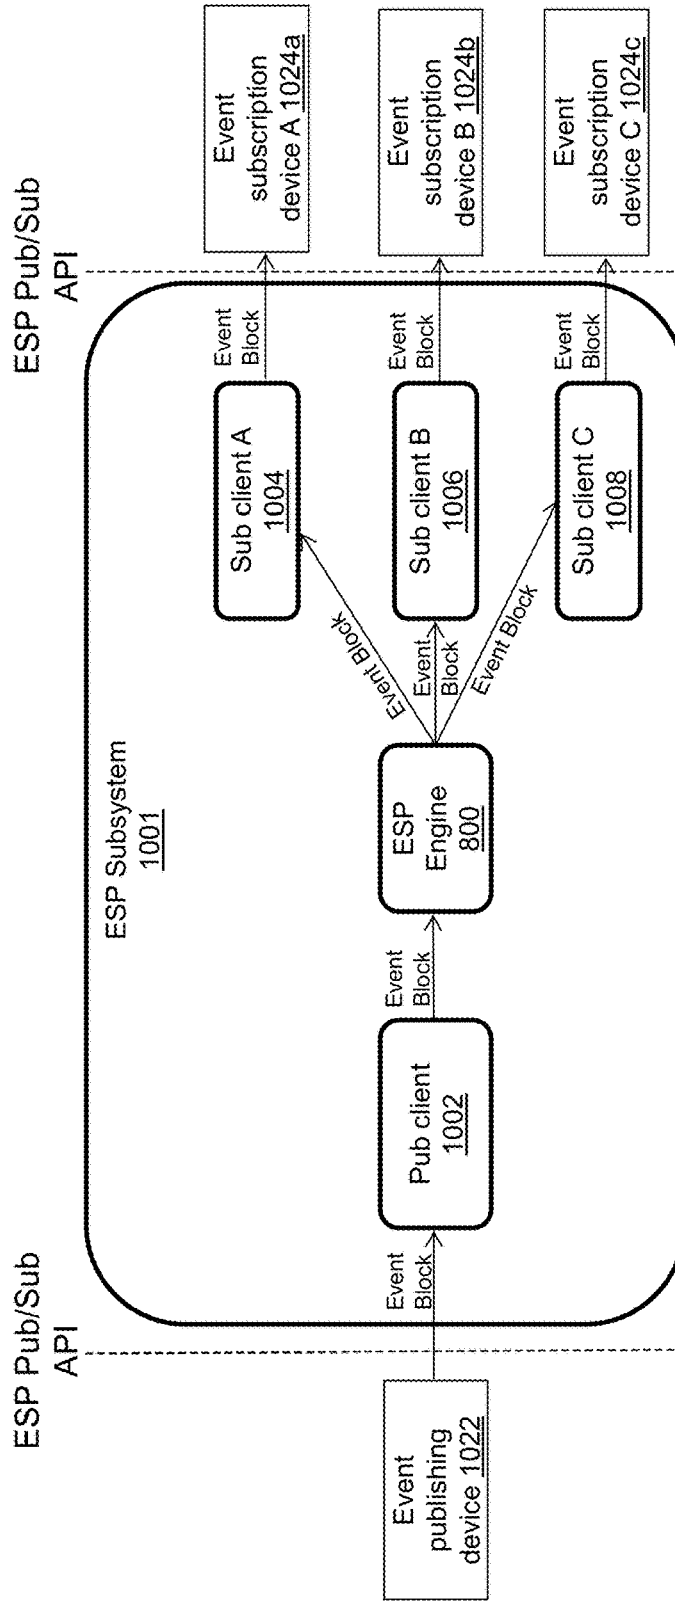 ESP Pub/Sub
API
ESP Pub/Sub
API
ESP Subsystem
1001
Event
publishing
device 1022
Event
Block
Pub client
1002
Event
Block
ESP
Engine
800
Event Block
Event
Block
Event Block
Sub client A
1004
Sub client B
1006
Sub client C
1008
Event
Block
Event
Block
Event
Block
Event
subscription
device A 1024a
Event
subscription
device B 1024b
Event
subscription
device C 1024c